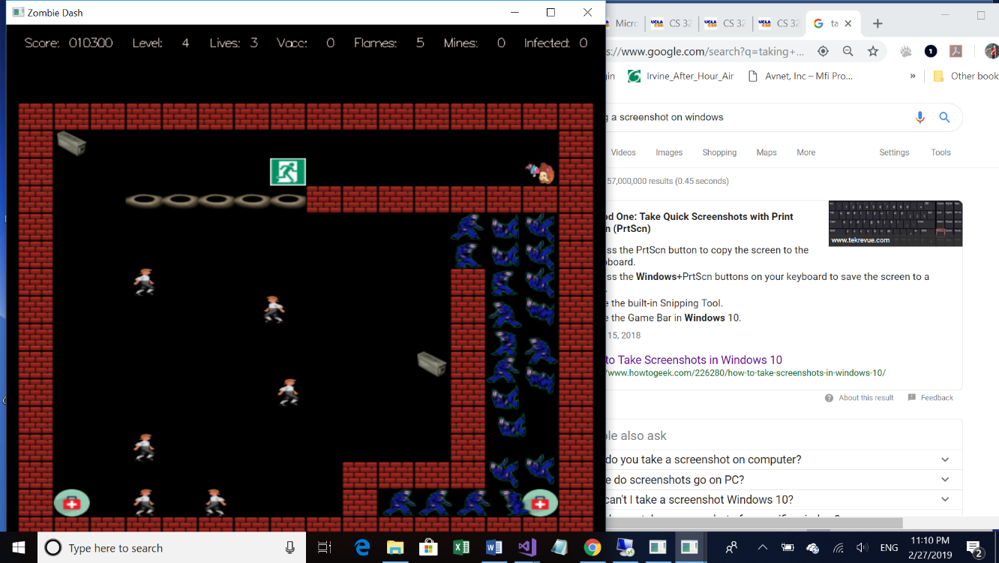 Zombie Dash
Score: 010300 Level: 4 Lives: 3 Vacc: 0 Flames: 5 Mines: 0 Infected: 0
CS 32 CS 32 CS 32 ta
s://www.google.com/search?q=taking+...
Irvine_After_Hour_Air Avnet, Inc – Mfi Pro... » Other book
a screenshot on windows
Videos Images Shopping Maps More Settings Tools
57,000,000 results (0.45 seconds)
od One: Take Quick Screenshots with Print
n (PrtScn)
www.tekrevue.com
ss the PrtScn button to copy the screen to the
board.
ss the Windows+PrtScn buttons on your keyboard to save the screen to a
e the built-in Snipping Tool.
e the Game Bar in Windows 10.
15, 2018
to Take Screenshots in Windows 10
/www.howtogeek.com/226280/how-to-take-screenshots-in-windows-10/
About this result Feedback
le also ask
do you take a screenshot on computer?
e do screenshots go on PC?
can't I take a screenshot Windows 10?
Type here to search
ENG
11:10 PM
2/27/2019
2